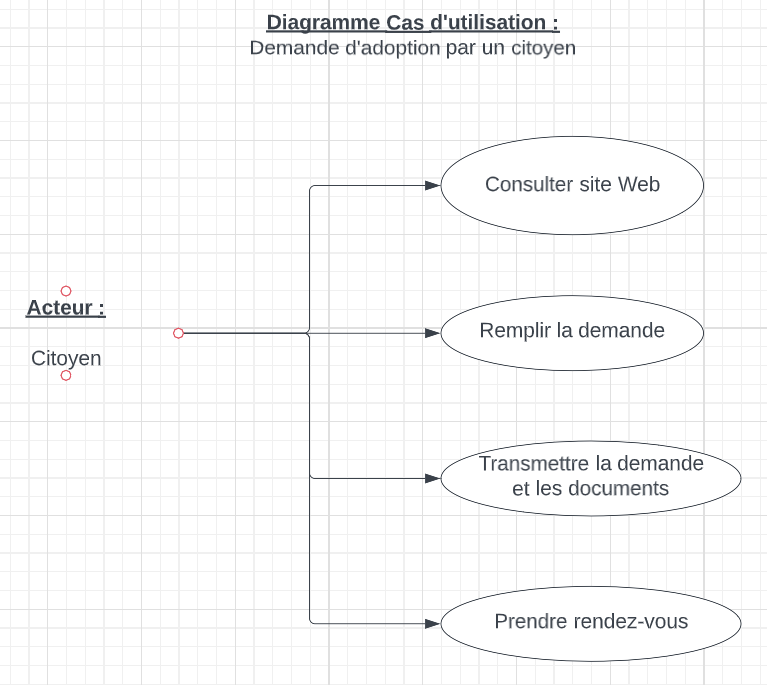 Diagramme Cas d'utilisation :
Demande d'adoption par un citoyen
Consulter site Web
Acteur :
Citoyen
Remplir la demande
Transmettre la demande
et les documents
Prendre rendez-vous